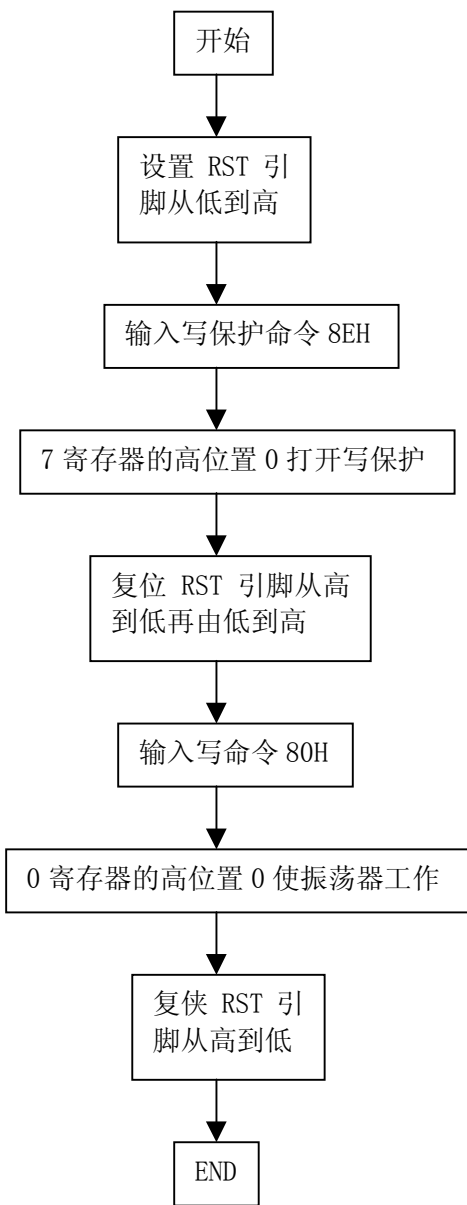 开始
设置 RST 引
脚从低到高
输入写保护命令 8EH
7 寄存器的高位置 0 打开写保护
复位 RST 引脚从高
到低再由低到高
输入写命令 80H
0 寄存器的高位置 0 使振荡器工作
复侠 RST 引
脚从高到低
END